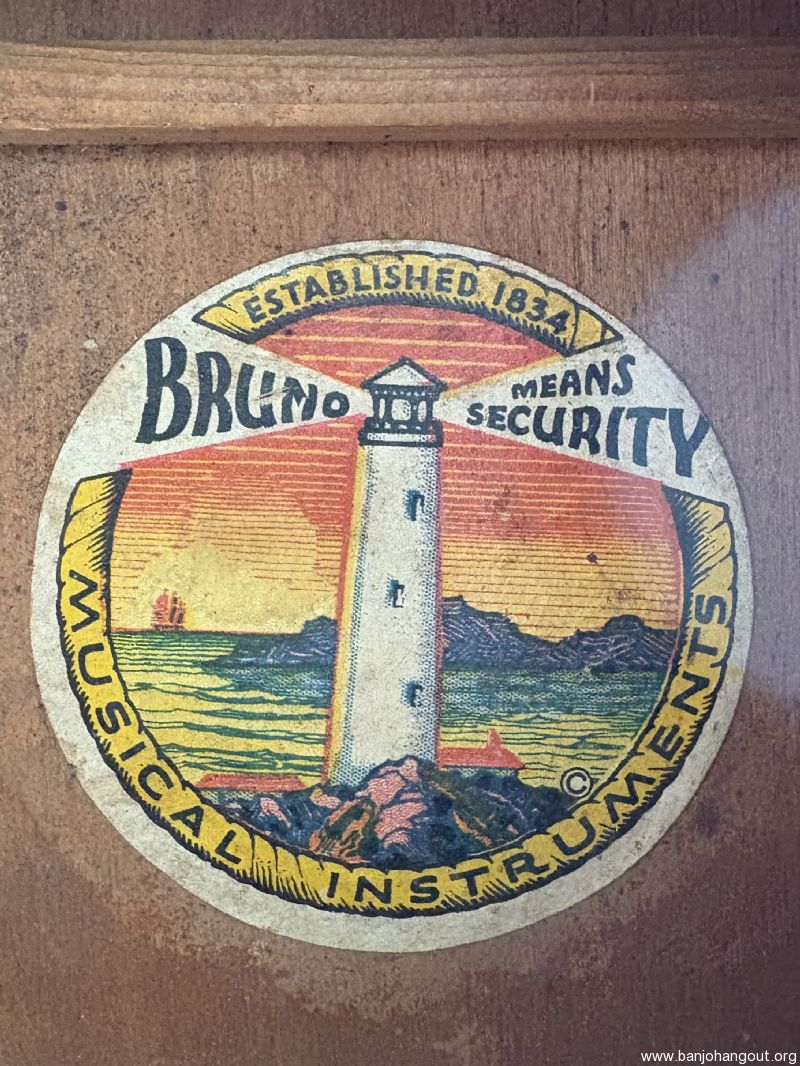 ESTABLISHED 1834
BRUNO
MEANS
SECURITY
MUSICAL INSTRUMENTS
©
www.banjohangout.org